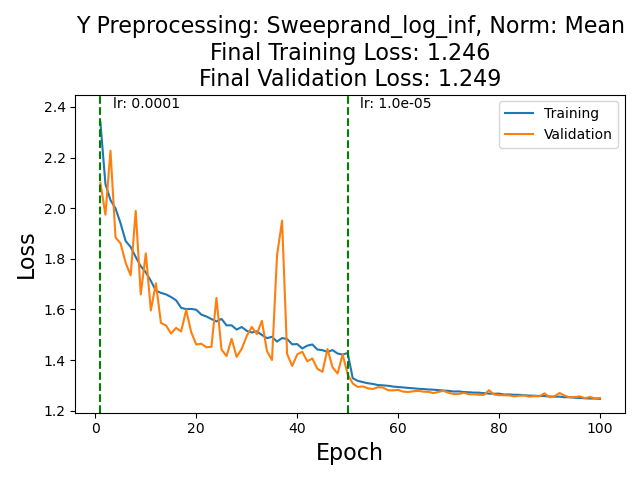 Y Preprocessing: Sweeprand_log_inf, Norm: Mean
Final Training Loss: 1.246
Final Validation Loss: 1.249
lr: 0.0001
lr: 1.0e-05
Training
Validation
2.4
2.2
2.0
1.8
1.6
1.4
1.2
Loss
0
20
40
60
80
100
Epoch